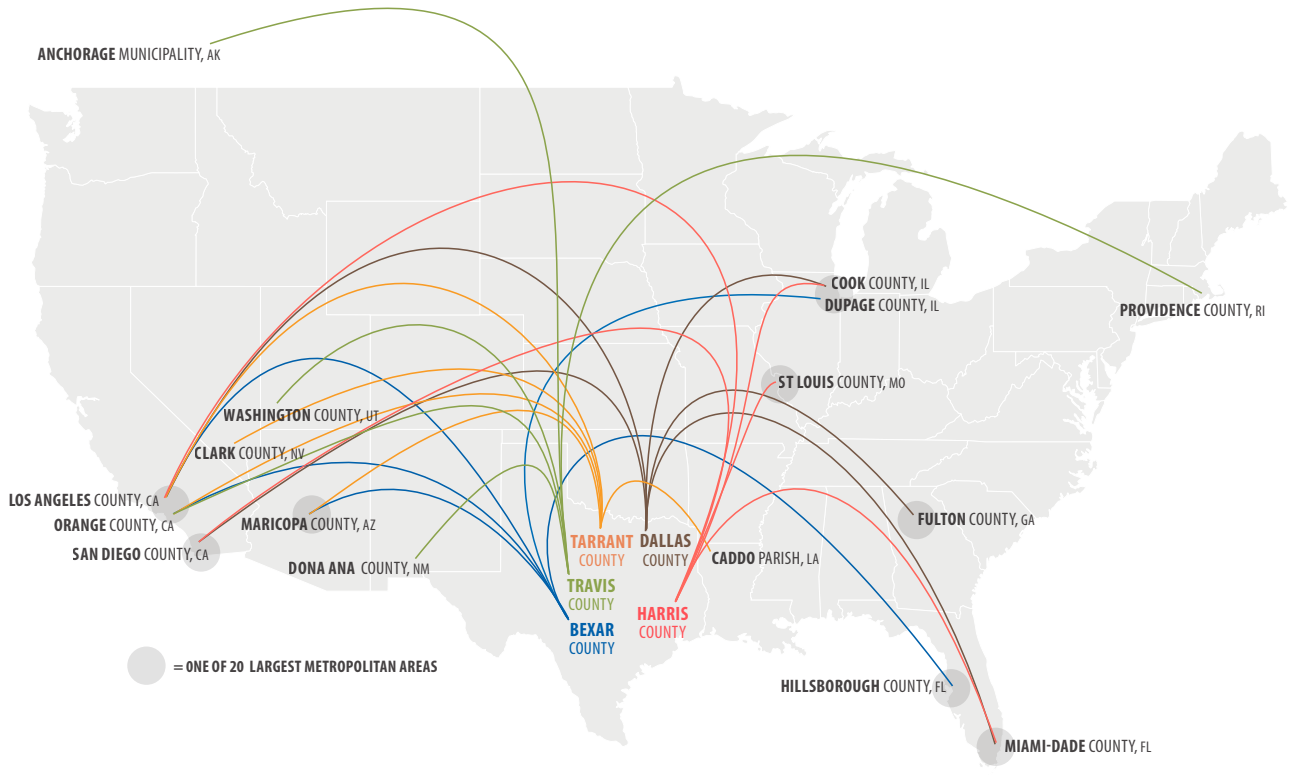 ANCHORAGE MUNICIPALITY, AK
COOK COUNTY, IL
DUPAGE COUNTY, IL
PROVIDENCE COUNTY, RI
ST LOUIS COUNTY, MO
WASHINGTON COUNTY, UT
CLARK COUNTY, NV
LOS ANGELES COUNTY, CA
ORANGE COUNTY, CA
MARICOPA COUNTY, AZ
SAN DIEGO COUNTY, CA
DONA ANA COUNTY, NM
FULTON COUNTY, GA
TARRANT
COUNTY
DALLAS
COUNTY
CADDO PARISH, LA
TRAVIS
COUNTY
HARRIS
COUNTY
BEXAR
COUNTY
= ONE OF 20 LARGEST METROPOLITAN AREAS
HILLSBOROUGH COUNTY, FL
MIAMI-DADE COUNTY, FL